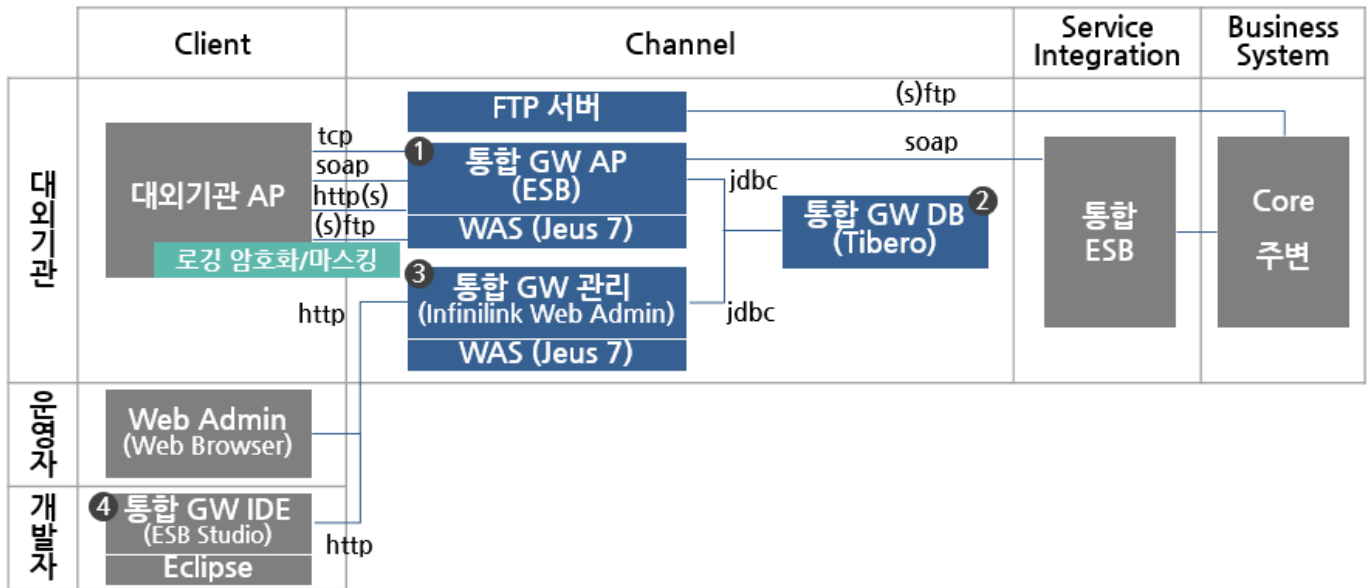 Client
Channel
Service
Integration
Business
System
대외기관
FTP 서버
(s)ftp
대외기관 AP
tcp
soap
http(s)
(s)ftp
로깅 암호화/마스킹
1
통합 GW AP
(ESB)
WAS (Jeus 7)
soap
jdbc
2
통합 GW DB
(Tibero)
통합
ESB
Core
주변
3
통합 GW 관리
(Infinilink Web Admin)
WAS (Jeus 7)
http
jdbc
운영자
Web Admin
(Web Browser)
개발자
4
통합 GW IDE
(ESB Studio)
Eclipse
http